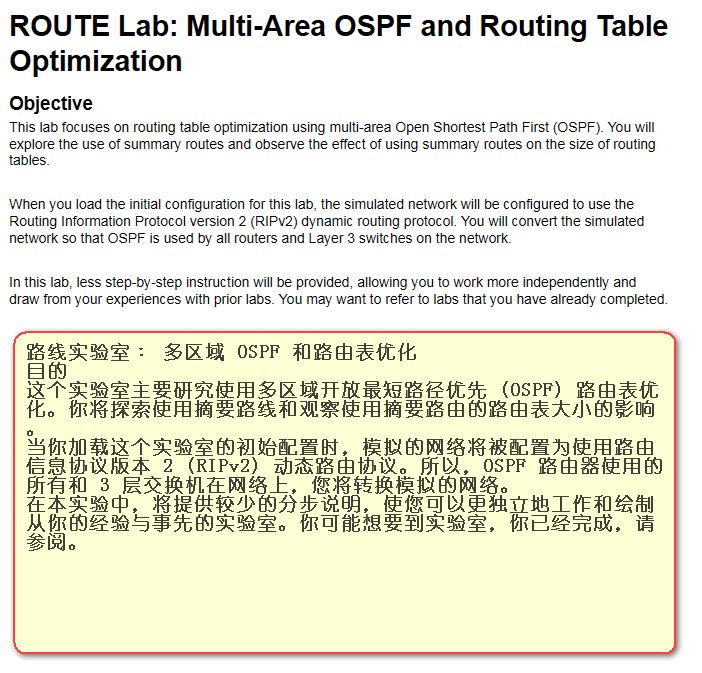 ROUTE Lab: Multi-Area OSPF and Routing Table
Optimization
Objective
This lab focuses on routing table optimization using multi-area Open Shortest Path First (OSPF). You will
explore the use of summary routes and observe the effect of using summary routes on the size of routing
tables.
When you load the initial configuration for this lab, the simulated network will be configured to use the
Routing Information Protocol version 2 (RIPv2) dynamic routing protocol. You will convert the simulated
network so that OSPF is used by all routers and Layer 3 switches on the network.
In this lab, less step-by-step instruction will be provided, allowing you to work more independently and
draw from your experiences with prior labs. You may want to refer to labs that you have already completed.
路线实验室： 多区域 OSPF 和路由表优化
目的
这个实验室主要研究使用多区域开放最短路径优先 (OSPF) 路由表优
化。你将探索使用摘要路线和观察使用摘要路由的路由表大小的影响
。
当你加载这个实验室的初始配置时，模拟的网络将被配置为使用路由
信息协议版本 2 (RIPv2) 动态路由协议。所以，OSPF 路由器使用的
所有和 3 层交换机在网络上，您将转换模拟的网络。
在本实验中，将提供较少的分步说明，使您可以更独立地工作和绘制
从你的经验与事先的实验室。你可能想要到实验室，你已经完成，请
参阅。